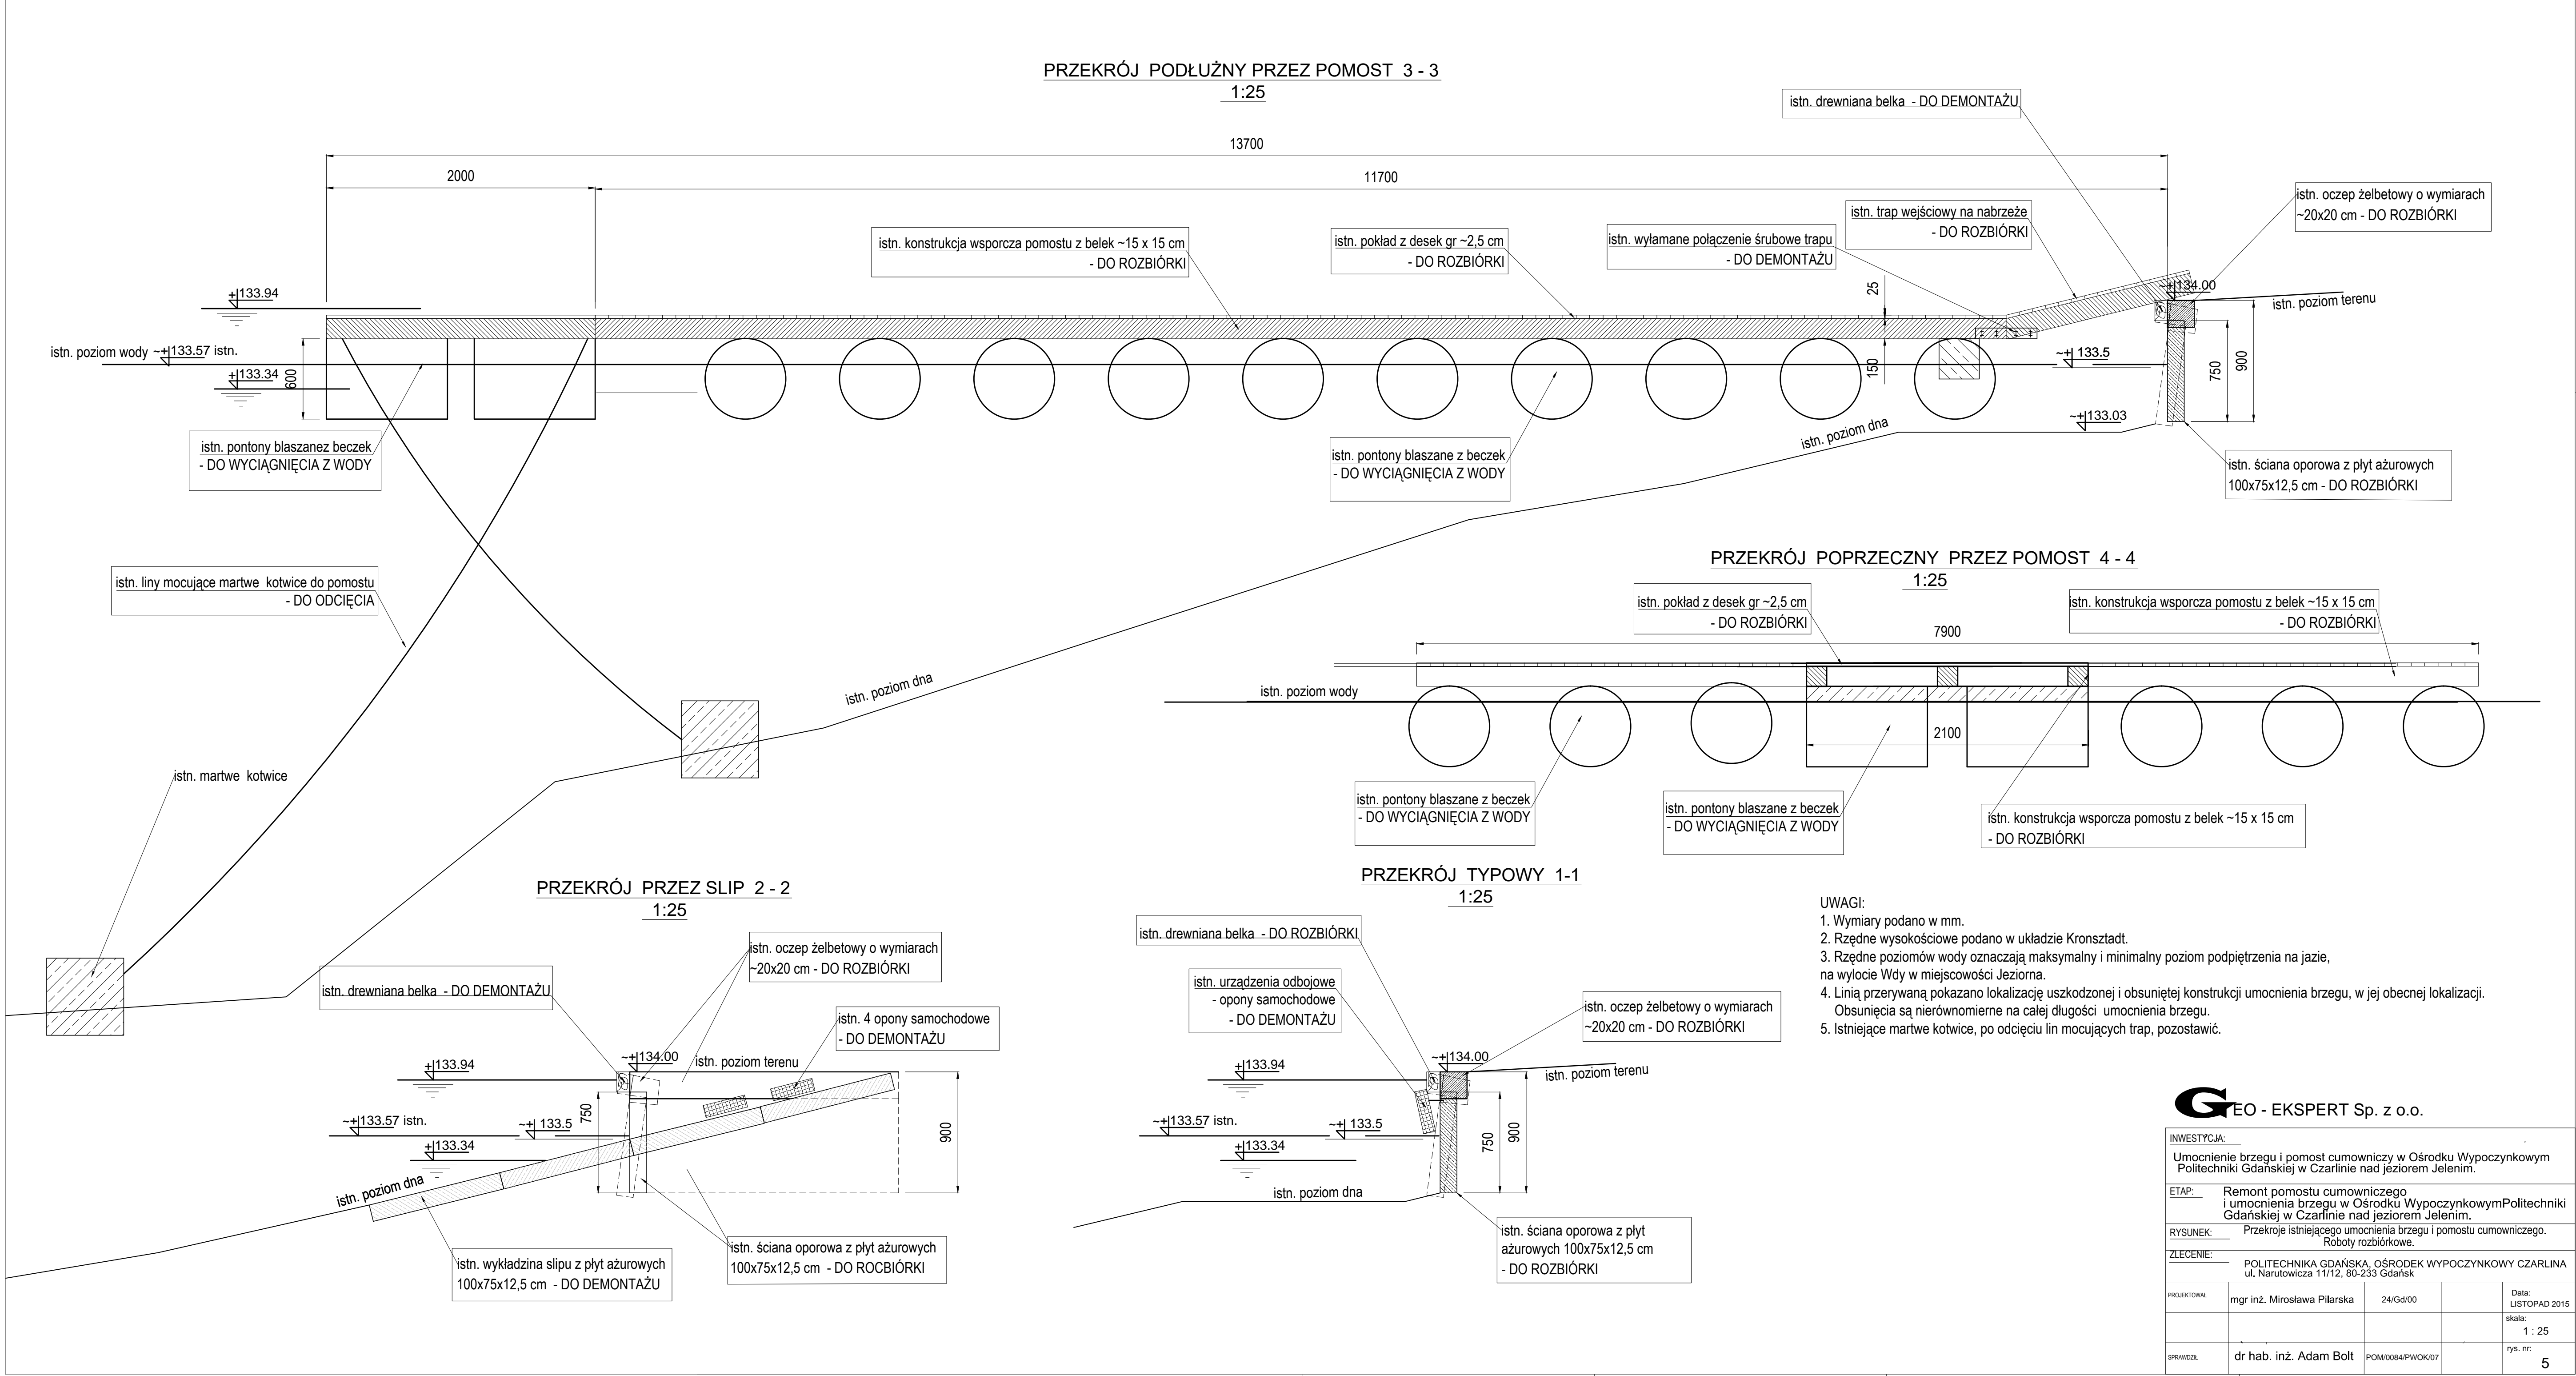 PRZEKRÓJ PODŁUŻNY PRZEZ POMOST 3 - 3
1:25
istn. drewniana belka - DO DEMONTAŻU
13700
2000
11700
istn. oczep żelbetowy o wymiarach
~20x20 cm - DO ROZBIÓRKI
istn. konstrukcja wsporcza pomostu z belek ~15 x 15 cm
- DO ROZBIÓRKI
istn. pokład z desek gr ~2,5 cm
- DO ROZBIÓRKI
istn. wyłamane połączenie śrubowe trapu
- DO DEMONTAŻU
istn. trap wejściowy na nabrzeże
- DO ROZBIÓRKI
+133.94
25
~+134.00
istn. poziom terenu
istn. poziom wody ~+133.57 istn.
+133.34
600
150
~+ 133.5
750
900
~+133.03
istn. poziom dna
istn. pontony blaszanez beczek
- DO WYCIĄGNIĘCIA Z WODY
istn. pontony blaszane z beczek
- DO WYCIĄGNIĘCIA Z WODY
istn. ściana oporowa z płyt ażurowych
100x75x12,5 cm - DO ROZBIÓRKI
istn. liny mocujące martwe kotwice do pomostu
- DO ODCIĘCIA
istn. poziom dna
istn. martwe kotwice
PRZEKRÓJ POPRZECZNY PRZEZ POMOST 4 - 4
1:25
istn. pokład z desek gr ~2,5 cm
- DO ROZBIÓRKI
istn. konstrukcja wsporcza pomostu z belek ~15 x 15 cm
- DO ROZBIÓRKI
7900
istn. poziom wody
2100
istn. pontony blaszane z beczek
- DO WYCIĄGNIĘCIA Z WODY
istn. pontony blaszane z beczek
- DO WYCIĄGNIĘCIA Z WODY
istn. konstrukcja wsporcza pomostu z belek ~15 x 15 cm
- DO ROZBIÓRKI
PRZEKRÓJ PRZEZ SLIP 2 - 2
1:25
istn. oczep żelbetowy o wymiarach
~20x20 cm - DO ROZBIÓRKI
istn. drewniana belka - DO DEMONTAŻU
istn. 4 opony samochodowe
- DO DEMONTAŻU
~+134.00
istn. poziom terenu
+133.94
~+133.57 istn.
~+ 133.5
+133.34
750
900
istn. poziom dna
istn. wykładzina slipu z płyt ażurowych
100x75x12,5 cm - DO DEMONTAŻU
istn. ściana oporowa z płyt ażurowych
100x75x12,5 cm - DO ROCBIÓRKI
PRZEKRÓJ TYPOWY 1-1
1:25
istn. drewniana belka - DO ROZBIÓRKI
istn. urządzenia odbojowe
- opony samochodowe
- DO DEMONTAŻU
istn. oczep żelbetowy o wymiarach
~20x20 cm - DO ROZBIÓRKI
~+134.00
istn. poziom terenu
+133.94
~+133.57 istn.
~+ 133.5
+133.34
750
900
istn. poziom dna
istn. ściana oporowa z płyt
ażurowych 100x75x12,5 cm
- DO ROZBIÓRKI
UWAGI:
1. Wymiary podano w mm.
2. Rzędne wysokościowe podano w układzie Kronsztadt.
3. Rzędne poziomów wody oznaczają maksymalny i minimalny poziom podpiętrzenia na jazie,
na wylocie Wdy w miejscowości Jeziorna.
4. Linią przerywaną pokazano lokalizację uszkodzonej i obsuniętej konstrukcji umocnienia brzegu, w jej obecnej lokalizacji.
Obsunięcia są nierównomierne na całej długości umocnienia brzegu.
5. Istniejące martwe kotwice, po odcięciu lin mocujących trap, pozostawić.
GEO - EKSPERT Sp. z o.o.
INWESTYCJA:
Umocnienie brzegu i pomost cumowniczy w Ośrodku Wypoczynkowym
Politechniki Gdańskiej w Czarlinie nad jeziorem Jelenim.
ETAP: Remont pomostu cumowniczego
i umocnienia brzegu w Ośrodku WypoczynkowymPolitechniki
Gdańskiej w Czarlinie nad jeziorem Jelenim.
RYSUNEK: Przekroje istniejącego umocnienia brzegu i pomostu cumowniczego.
Roboty rozbiórkowe.
ZLECENIE:
POLITECHNIKA GDAŃSKA, OŚRODEK WYPOCZYNKOWY CZARLINA
ul. Narutowicza 11/12, 80-233 Gdańsk
PROJEKTOWAŁ mgr inż. Mirosława Pilarska 24/Gd/00 Data:
LISTOPAD 2015
skala:
1 : 25
SPRAWDZIŁ dr hab. inż. Adam Bolt POM/0084/PWOK/07 rys. nr:
5